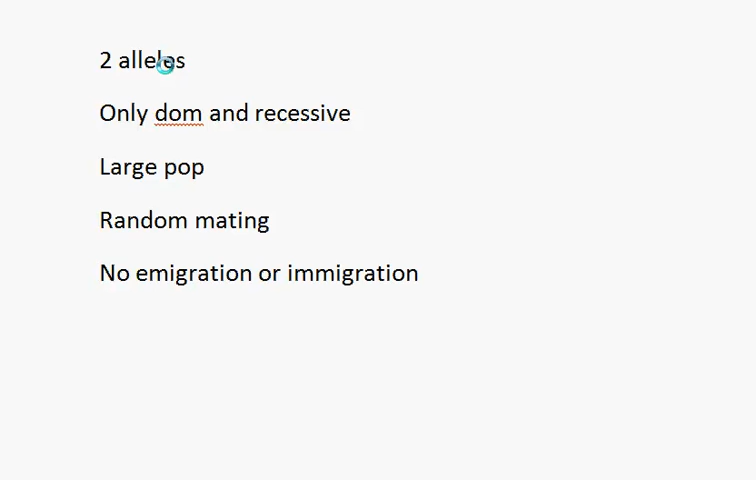 2 alleles
Only dom and recessive
Large pop
Random mating
No emigration or immigration